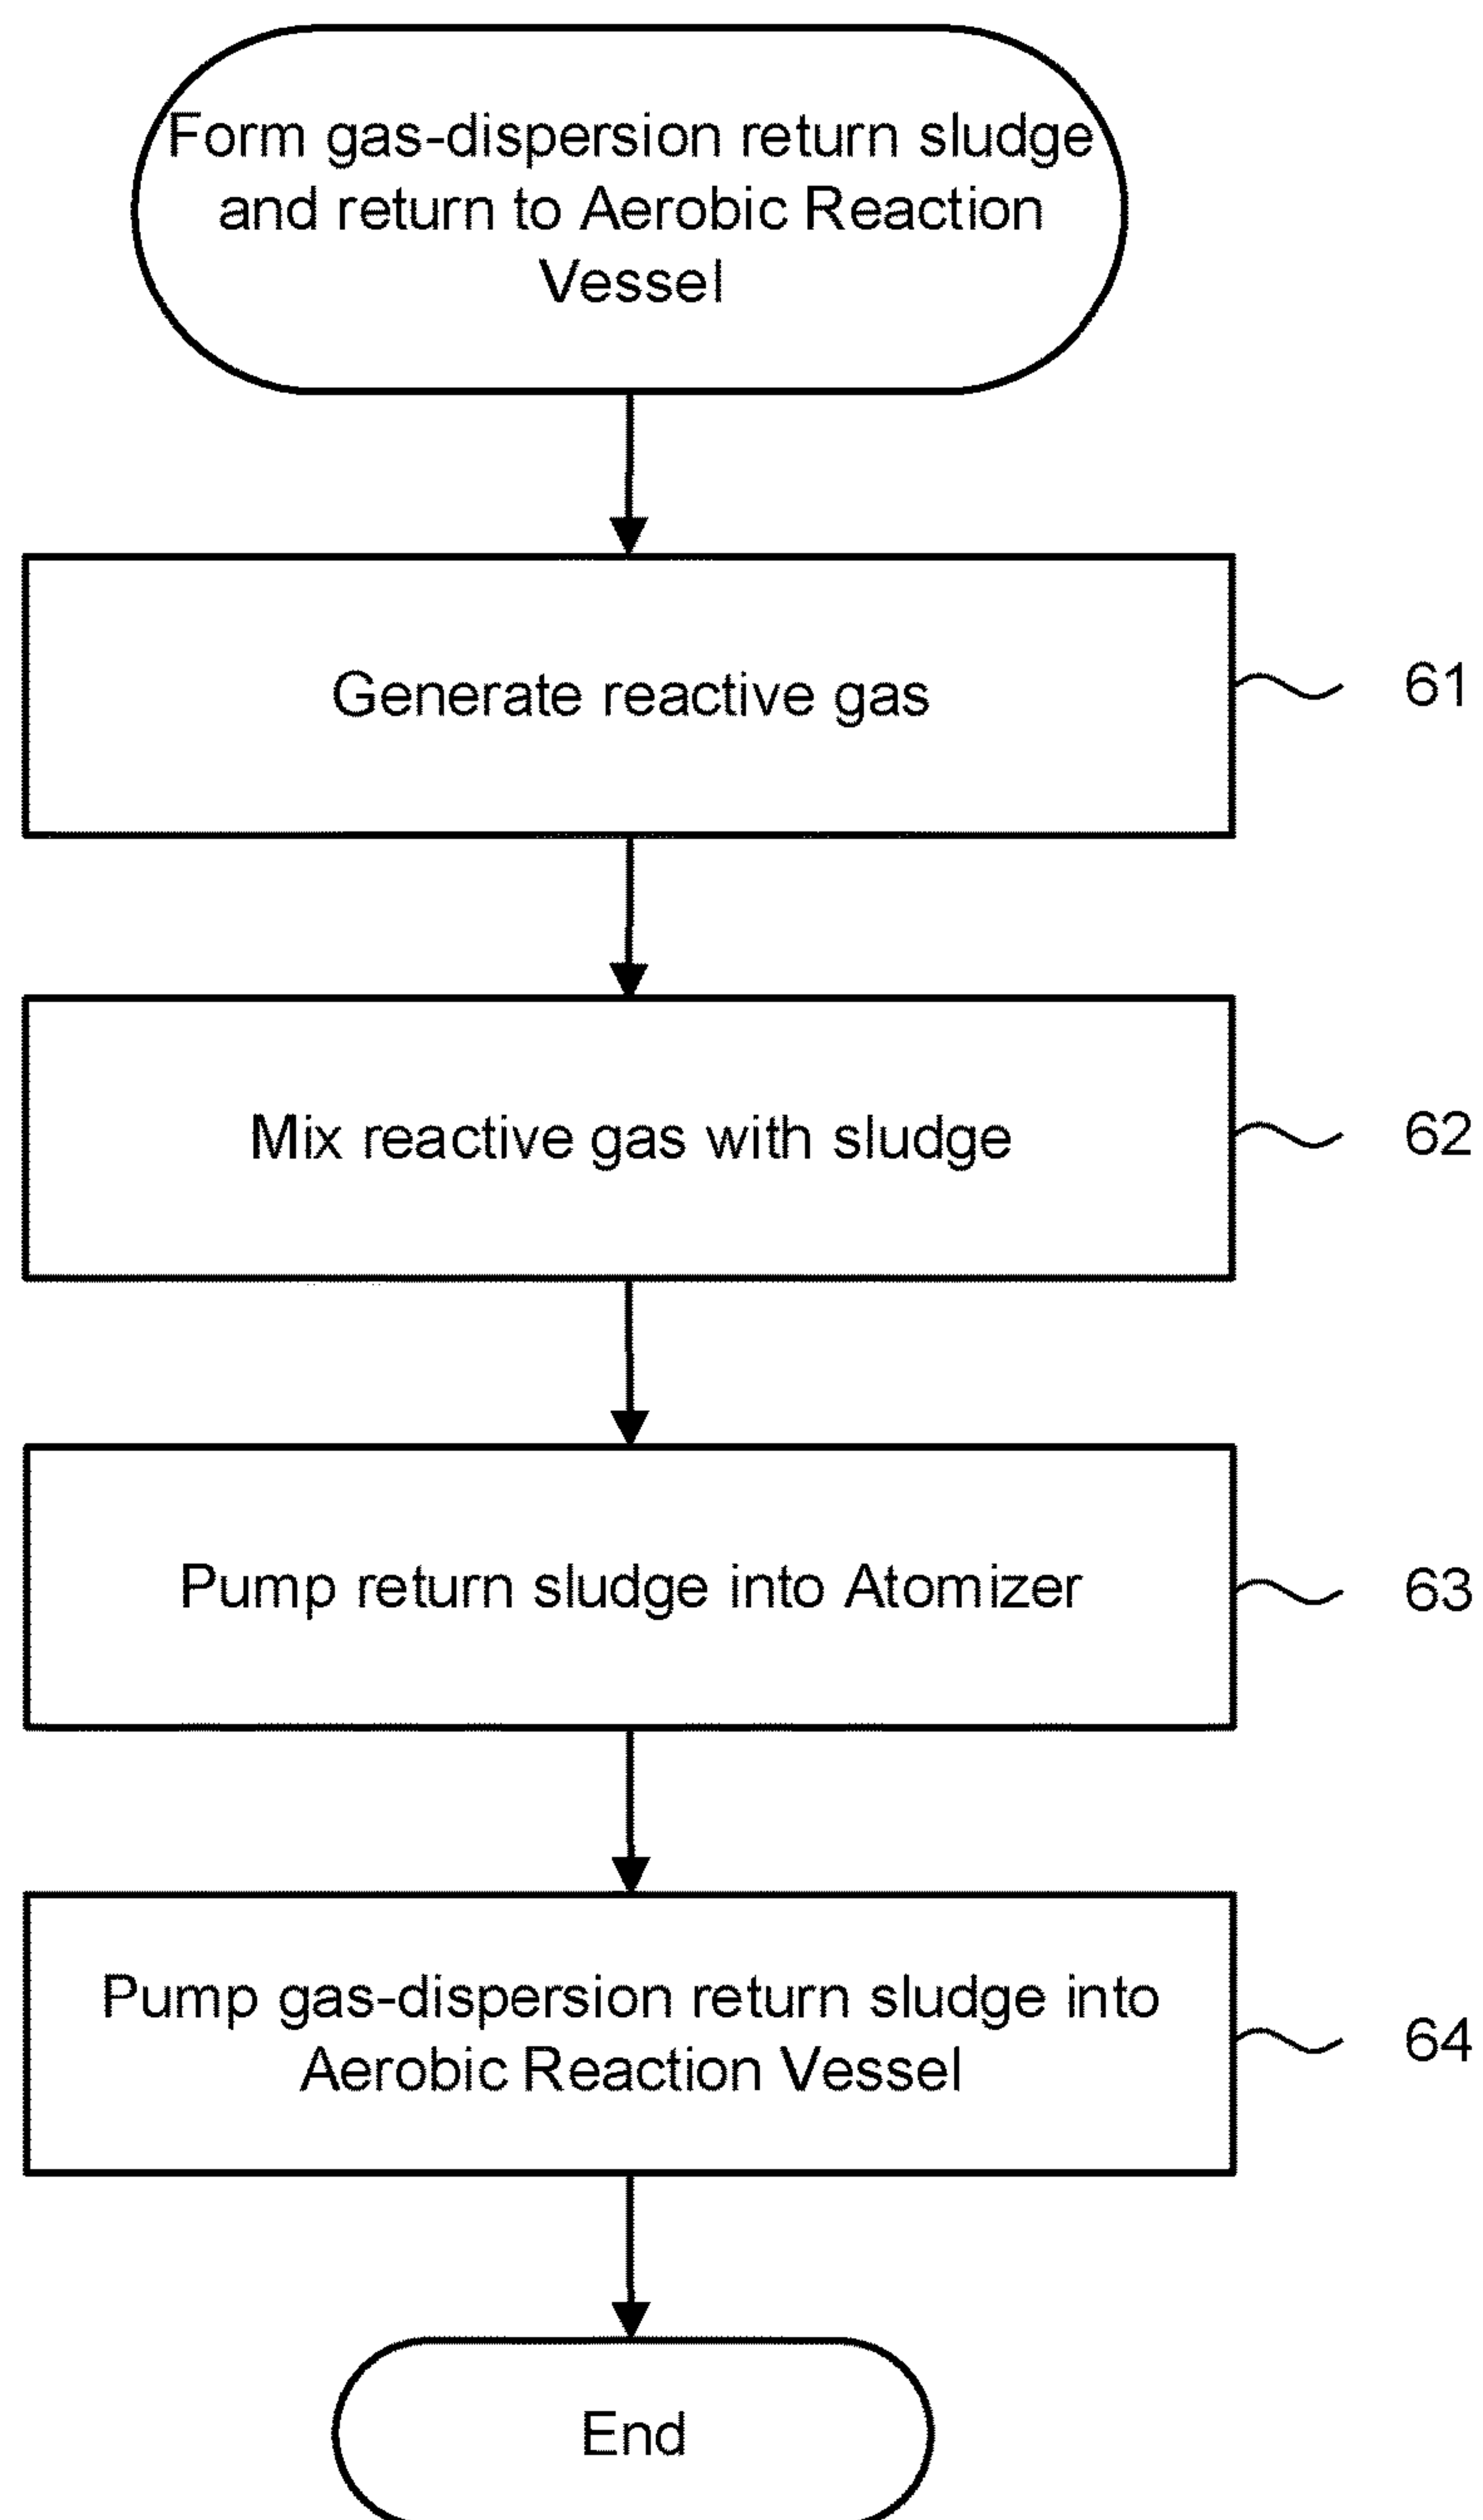 Form gas-dispersion return sludge
and return to Aerobic Reaction
Vessel
Generate reactive gas
61
Mix reactive gas with sludge
62
Pump return sludge into Atomizer
63
Pump gas-dispersion return sludge into
Aerobic Reaction Vessel
64
End